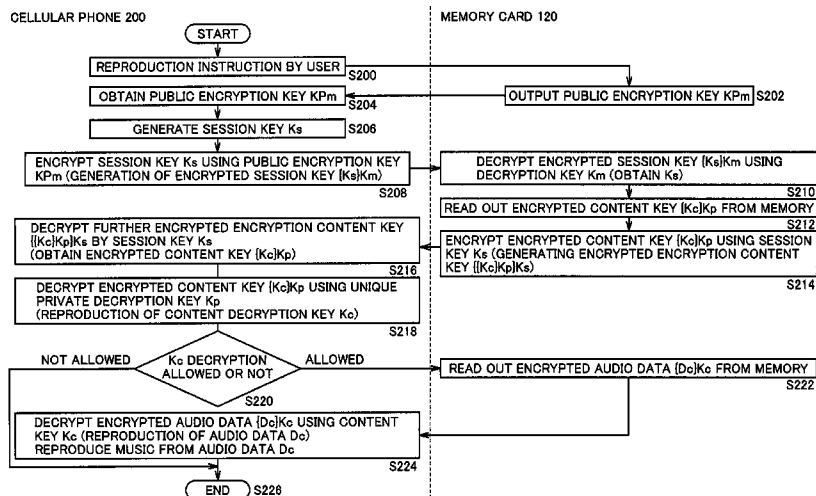 CELLULAR PHONE 200
MEMORY CARD 120
START
REPRODUCTION INSTRUCTION BY USER
S200
OUTPUT PUBLIC ENCRYPTION KEY KPm
S202
OBTAIN PUBLIC ENCRYPTION KEY KPm
S204
GENERATE SESSION KEY Ks
S206
ENCRYPT SESSION KEY Ks USING PUBLIC ENCRYPTION KEY
KPm (GENERATION OF ENCRYPTED SESSION KEY [Ks]Km)
S208
DECRYPT ENCRYPTED SESSION KEY [Ks]Km USING
DECRYPTION KEY Km (OBTAIN Ks)
S210
READ OUT ENCRYPTED CONTENT KEY [Kc]Kp FROM MEMORY
S212
ENCRYPT ENCRYPTED CONTENT KEY [Kc]Kp USING SESSION
KEY Ks (GENERATING ENCRYPTED ENCRYPTION CONTENT
KEY [[Kc]Kp]Ks)
S214
DECRYPT FURTHER ENCRYPTED ENCRYPTION CONTENT KEY
[[Kc]Kp]Ks BY SESSION KEY Ks
(OBTAIN ENCRYPTED CONTENT KEY [Kc]Kp)
S216
DECRYPT ENCRYPTED CONTENT KEY [Kc]Kp USING UNIQUE
PRIVATE DECRYPTION KEY Kp
(REPRODUCTION OF CONTENT DECRYPTION KEY Kc)
S218
NOT ALLOWED
Kc DECRYPTION
ALLOWED OR NOT
ALLOWED
S220
READ OUT ENCRYPTED AUDIO DATA [Dc]Kc FROM MEMORY
S222
DECRYPT ENCRYPTED AUDIO DATA [Dc]Kc USING CONTENT
KEY Kc (REPRODUCTION OF AUDIO DATA Dc)
REPRODUCE MUSIC FROM AUDIO DATA Dc
S224
END
S226